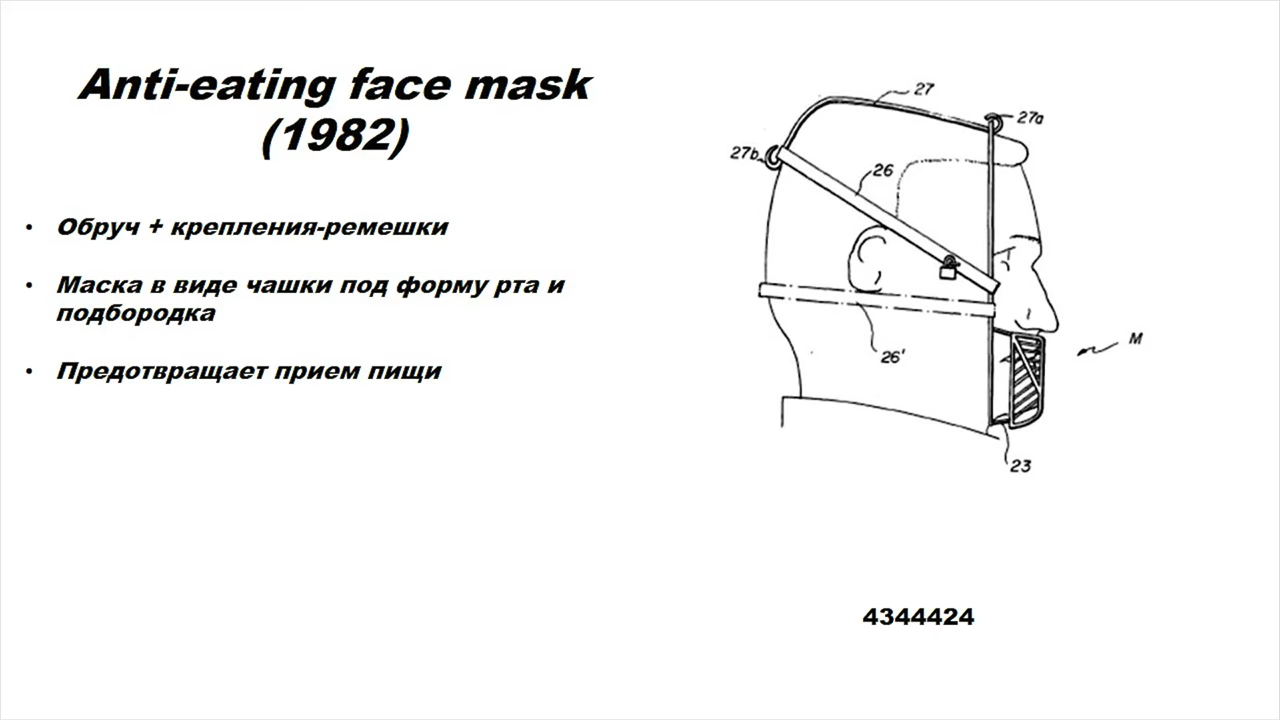 Anti-eating face mask
(1982)
• Обруч + крепления-ремешки
• Маска в виде чашки под форму рта и
подбородка
• Предотвращает прием пищи
27
27a
27b
26
26'
M
23
4344424